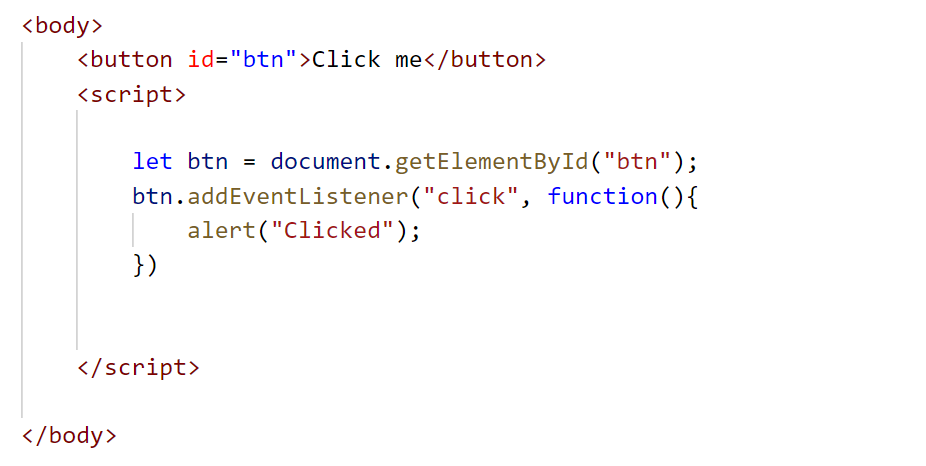 <body>
<button id="btn">Click me</button>
<script>
let btn = document.getElementById("btn");
btn.addEventListener("click", function(){
alert("Clicked");
})
</script>
</body>